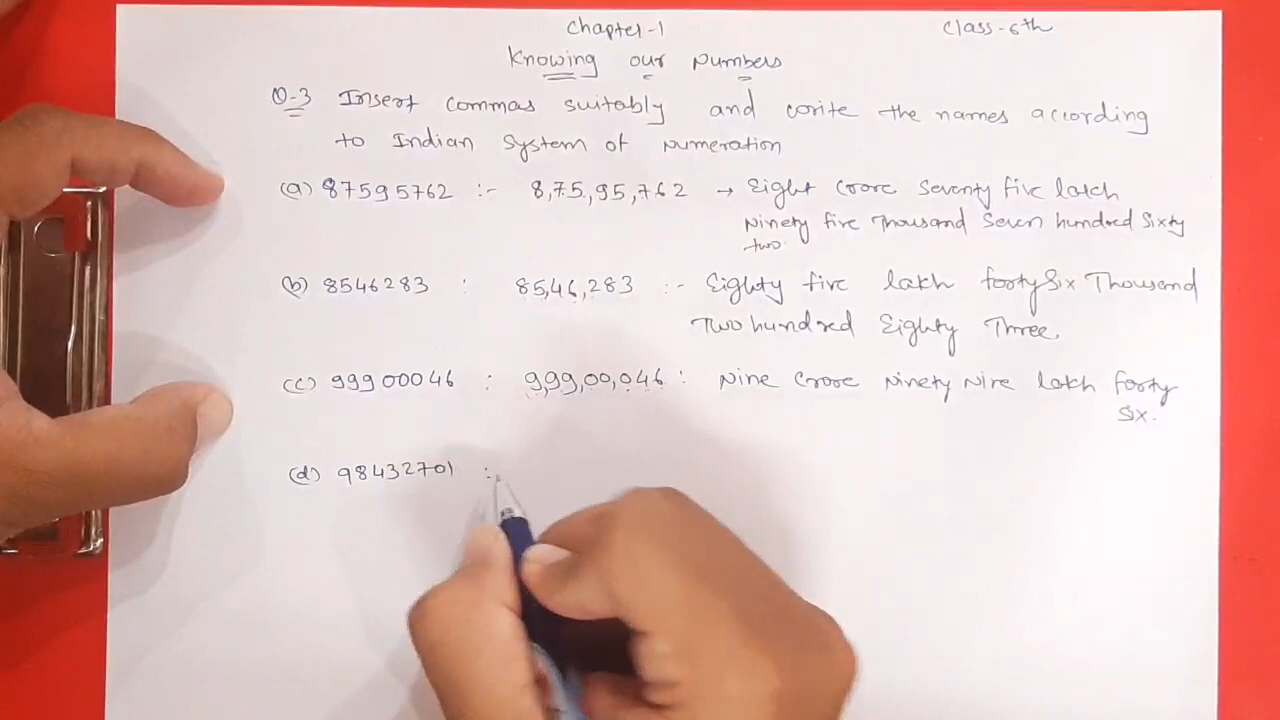 Chapter-1 Class-6th
Knowing our Numbers
Q-3 Insert commas suitably and write the names according
to Indian System of Numeration
(a) 87595762 :- 8,75,95,762 → Eight crore Seventy five lakh
Ninety five Thousand Seven hundred Sixty
two.
(b) 8546283 : 85,46,283 :- Eighty five lakh forty Six Thousand
Two hundred Eighty Three.
(c) 99900046 : 9,99,00,046 : Nine Crore Ninety Nine lakh forty
Six.
(d) 98432701 :